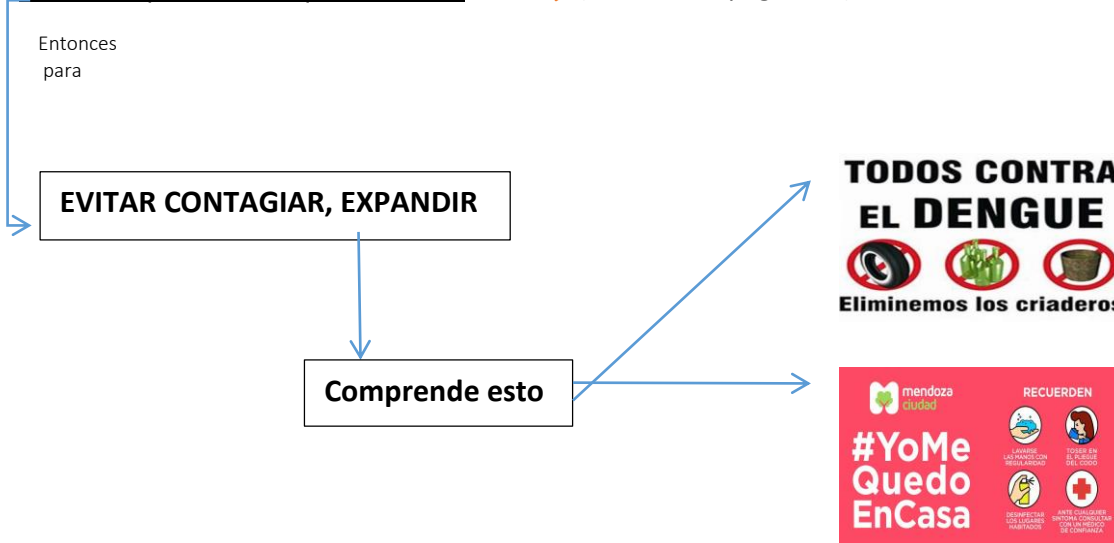 Entonces
para
EVITAR CONTAGIAR, EXPANDIR
Comprende esto
TODOS CONTRA
EL DENGUE
Eliminemos los criaderos
mendoza
ciudad
#YoMe
Quedo
EnCasa
RECUERDEN
LAVARSE
LAS MANOS CON
REGULARIDAD
TOSER EN
EL PLIEGUE
DEL CODO
DESINFECTAR
LOS LUGARES
HABITADOS
ANTE CUALQUIER
SINTOMA CONSULTAR
CON UN MÉDICO
DE CONFIANZA